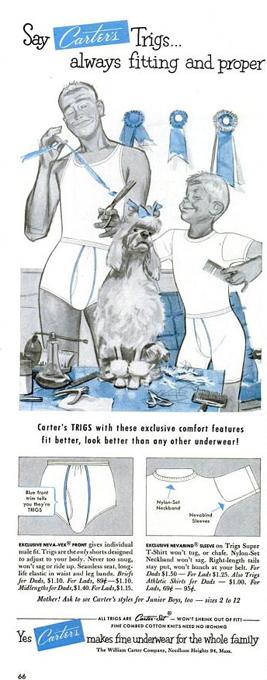 Say Carter's Trigs...
always fitting and proper
Carter's TRIGS with these exclusive comfort features
fit better, look better than any other underwear!
Blue front
trim tells
you they're
TRIGS
Nylon-Set
Neckband
Nevabind
Sleeves
EXCLUSIVE NEVA-VEX® FRONT gives individual
male fit. Trigs are the only shorts designed
to adjust to your body. Never too snug,
won't sag or ride up. Seamless seat, long-
life elastic in waist and leg bands. Briefs
for Dads, $1.10. For Lads, 89¢—$1.10.
Midlengths for Dads, $1.40. For Lads, $1.15.
EXCLUSIVE NEVABIND® SLEEVE on Trigs Super
T-Shirt won't tug, or chafe. Nylon-Set
Neckband won't sag. Right-length tails
stay put, won't bunch at your belt. For
Dads $1.50 — For Lads $1.25. Also Trigs
Athletic Shirts for Dads — $1.00, For
Lads, 69¢ — 95¢.
Mother! Ask to see Carter's styles for Junior Boys, too — sizes 2 to 12
ALL TRIGS ARE Carter-Set® — WON'T SHRINK OUT OF FIT—
FINE COMBED COTTON KNITS NEED NO IRONING
Yes Carter's makes fine underwear for the whole family
The William Carter Company, Needham Heights 94, Mass.
66